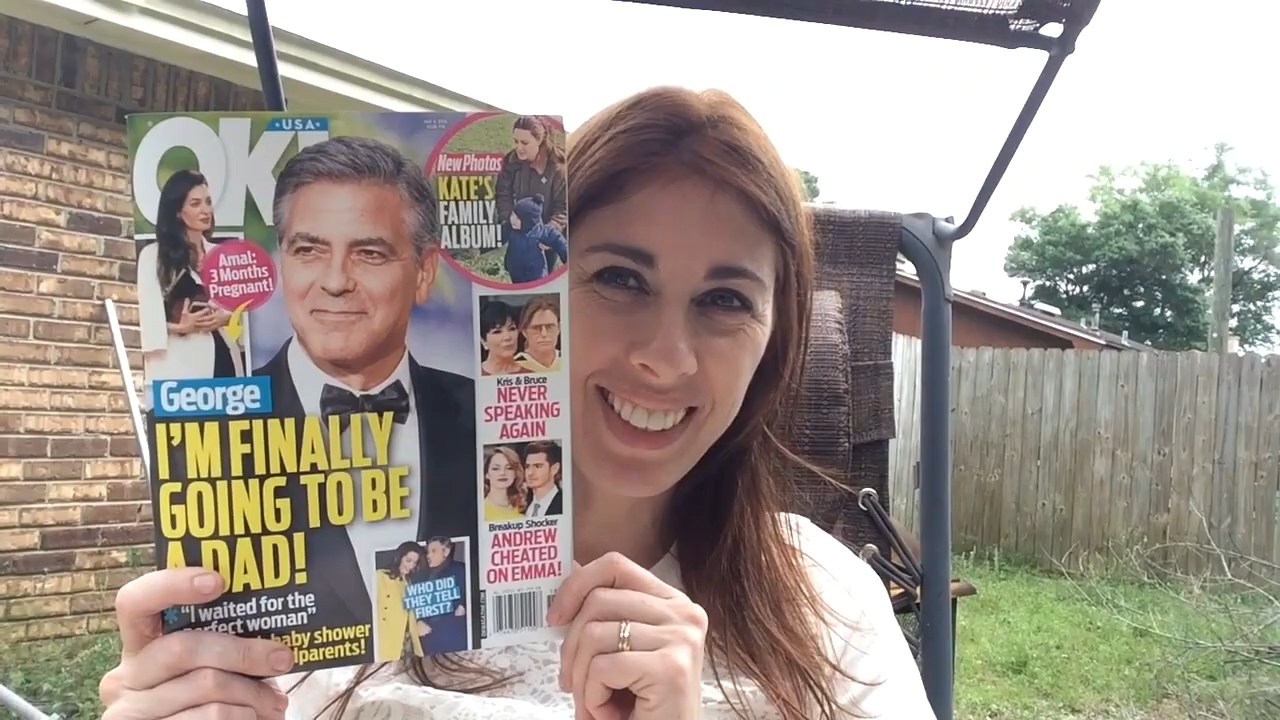 OK!
USA
New Photos
KATE'S
FAMILY
ALBUM!
Amal:
3 Months
Pregnant!
George
I'M FINALLY
GOING TO BE
A DAD!
"I waited for the
perfect woman"
baby shower
Kris & Bruce
NEVER
SPEAKING
AGAIN
Breakup Shocker
ANDREW
CHEATED
ON EMMA!
WHO DID
THEY TELL
FIRST?